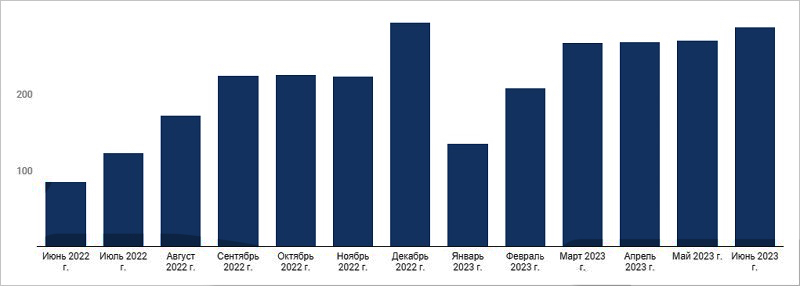 200
100
Июнь 2022
г.
Июль 2022
г.
Август
2022 г.
Сентябрь
2022 г.
Октябрь
2022 г.
Ноябрь
2022 г.
Декабрь
2022 г.
Январь
2023 г.
Февраль
2023 г.
Март 2023
г.
Апрель
2023 г.
Май 2023 г.
Июнь 2023
г.